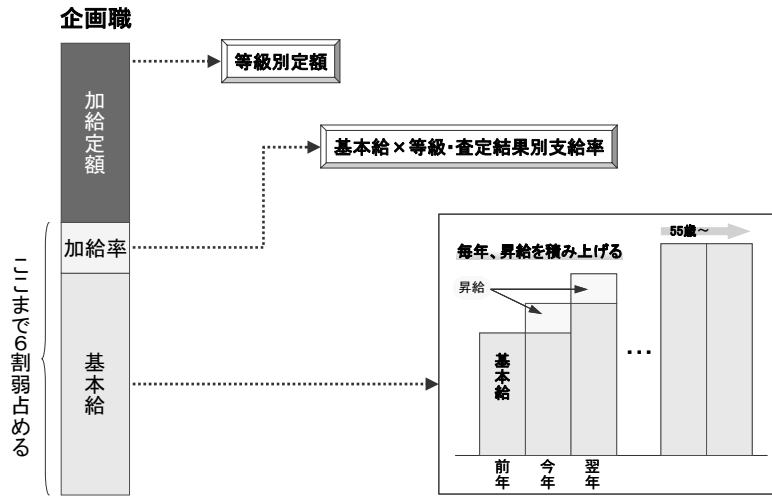 企画職
加給定額
等級別定額
基本給×等級・査定結果別支給率
加給率
基本給
ここまで6割弱占める
55歳～
毎年、昇給を積み上げる
昇給
基本給
…
前年
今年
翌年